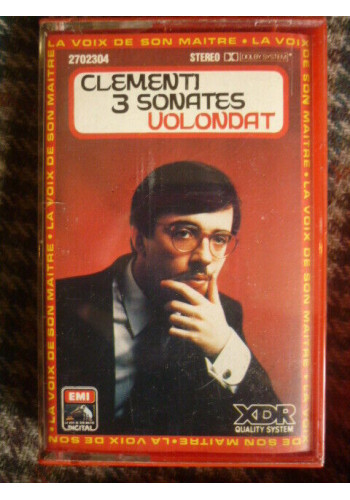 LA VOIX DE SON MAITRE • LA VOIX DE SON MAITRE • LA VOIX DE SON MAITRE • LA VOIX DE SON MAITRE • LA VOIX DE SON
2702304 STEREO DOLBY SYSTEM
CLEMENTI
3 SONATES
VOLONDAT
EMI
DIGITAL
XDR
QUALITY SYSTEM